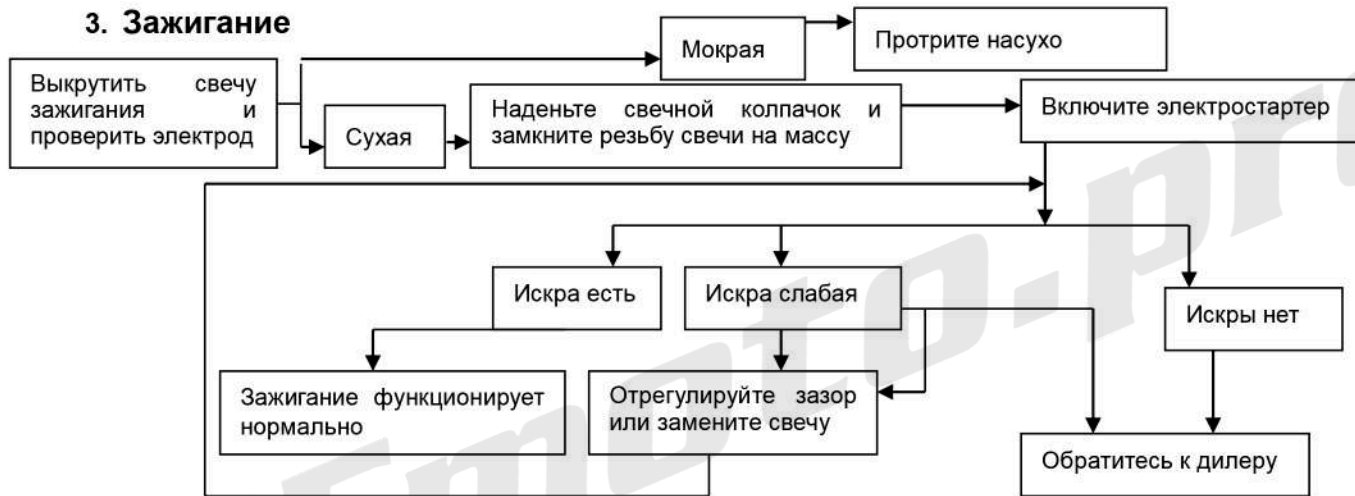 3. Зажигание
Мокрая
Протрите насухо
Выкрутить свечу
зажигания и
проверить электрод
Сухая
Наденьте свечной колпачок и
замкните резьбу свечи на массу
Включите электростартер
Искра есть
Искра слабая
Искры нет
Зажигание функционирует
нормально
Отрегулируйте зазор
или замените свечу
Обратитесь к дилеру